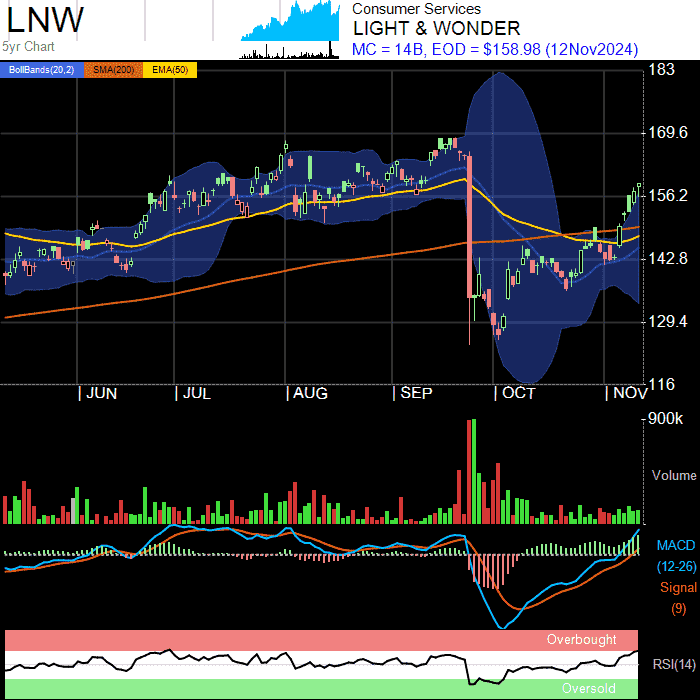 LNW
5yr Chart
Consumer Services
LIGHT & WONDER
MC = 14B, EOD = $158.98 (12Nov2024)
BollBands(20,2) SMA(200) EMA(50)
183
169.6
156.2
142.8
129.4
116
| JUN | JUL | AUG | SEP | OCT | NOV
900k
Volume
MACD
(12-26)
Signal
(9)
Overbought
RSI(14)
Oversold